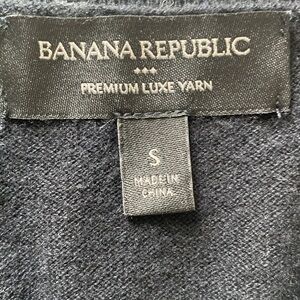 BANANA REPUBLIC
PREMIUM LUXE YARN
S
MADE IN
CHINA